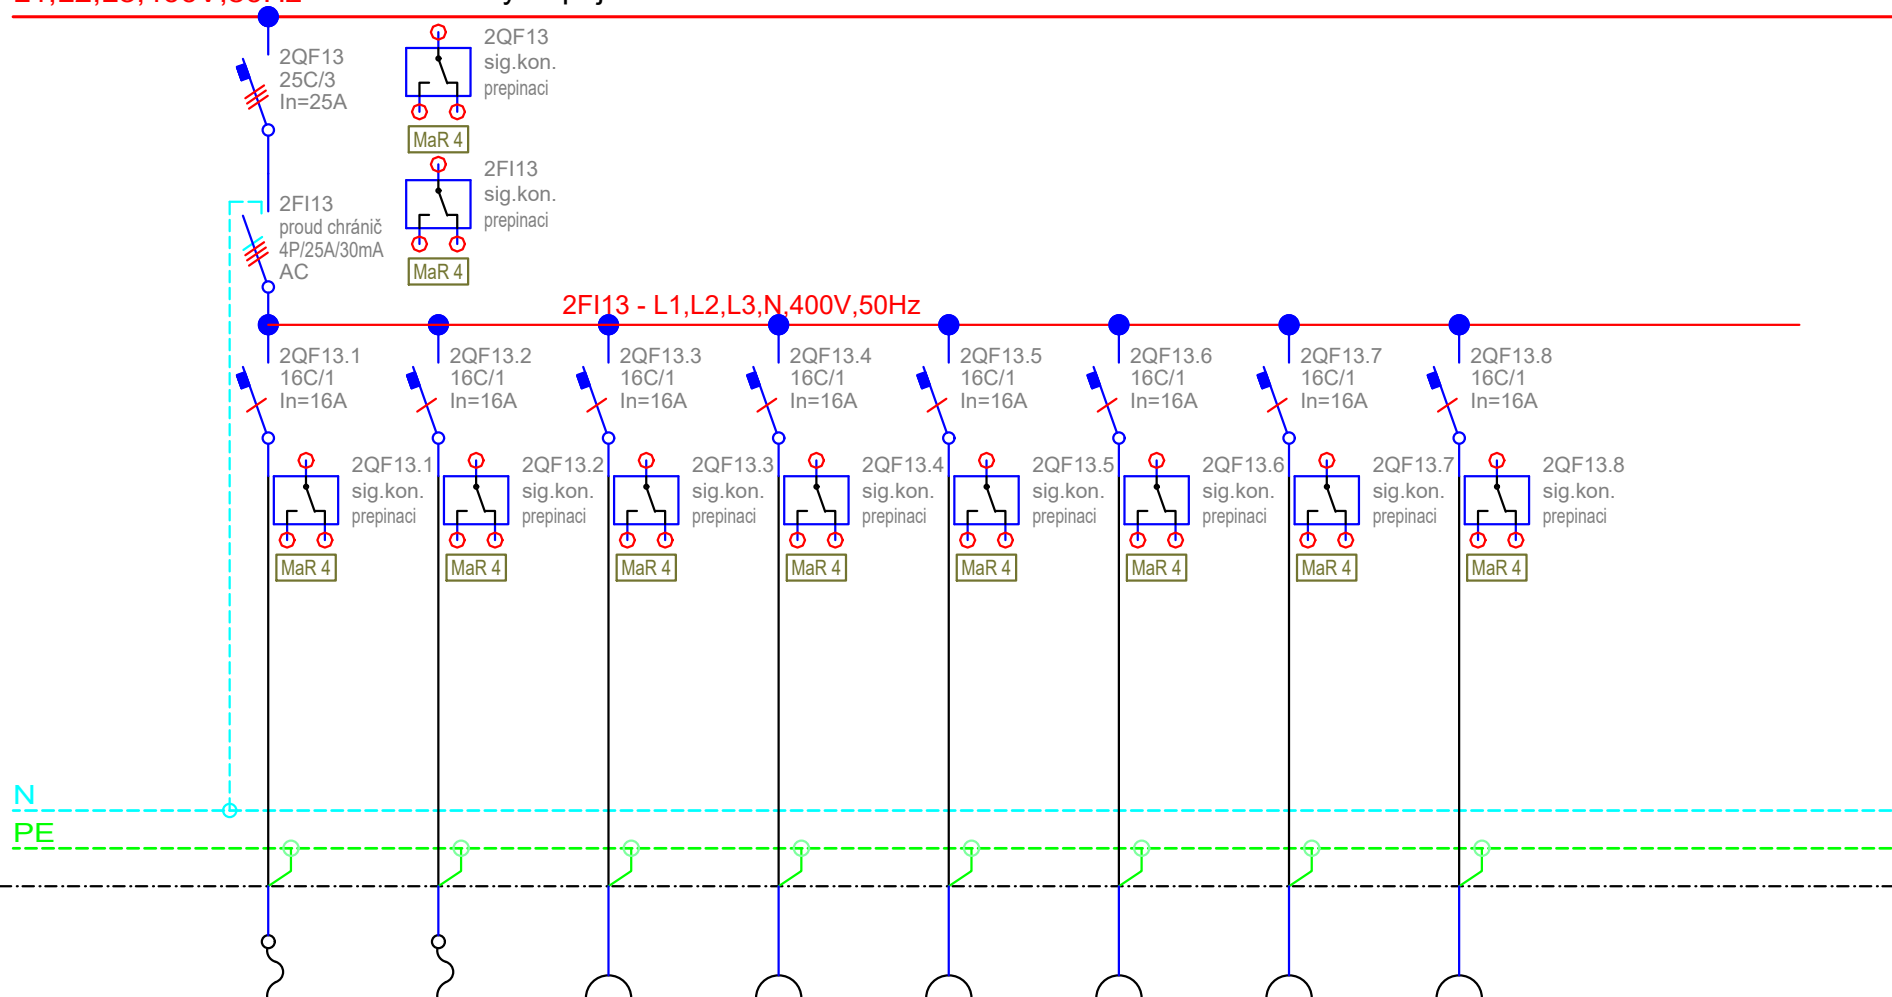 2QF13
25C/3
In=25A
2QF13
sig.kon.
prepinaci
MaR 4
2FI13
proud chránič
4P/25A/30mA
AC
2FI13
sig.kon.
prepinaci
MaR 4
2FI13 - L1,L2,L3,N,400V,50Hz
2QF13.1
16C/1
In=16A
2QF13.2
16C/1
In=16A
2QF13.3
16C/1
In=16A
2QF13.4
16C/1
In=16A
2QF13.5
16C/1
In=16A
2QF13.6
16C/1
In=16A
2QF13.7
16C/1
In=16A
2QF13.8
16C/1
In=16A
2QF13.1
sig.kon.
prepinaci
MaR 4
2QF13.2
sig.kon.
prepinaci
MaR 4
2QF13.3
sig.kon.
prepinaci
MaR 4
2QF13.4
sig.kon.
prepinaci
MaR 4
2QF13.5
sig.kon.
prepinaci
MaR 4
2QF13.6
sig.kon.
prepinaci
MaR 4
2QF13.7
sig.kon.
prepinaci
MaR 4
2QF13.8
sig.kon.
prepinaci
MaR 4
N
PE